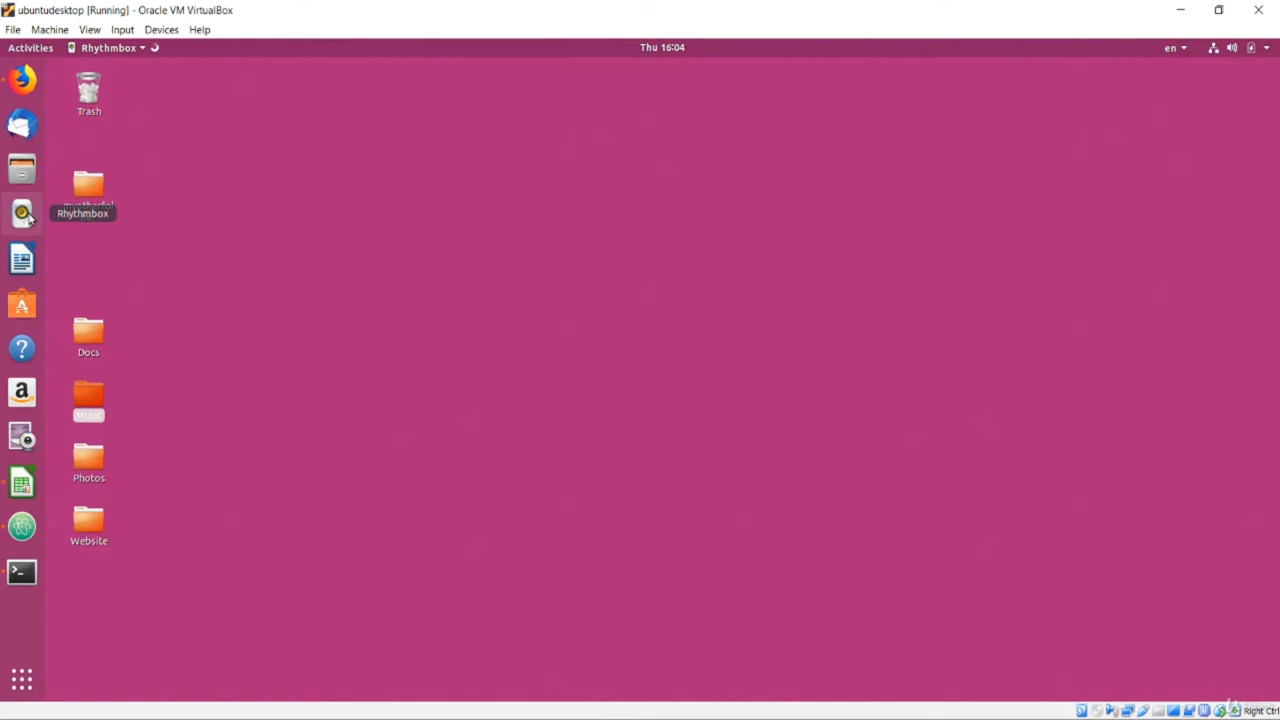 ubuntudesktop [Running] - Oracle VM VirtualBox
File Machine View Input Devices Help
Activities Rhythmbox Thu 16:04 en
Trash
Rhythmbox
Docs
Music
Photos
Website
Right Ctrl